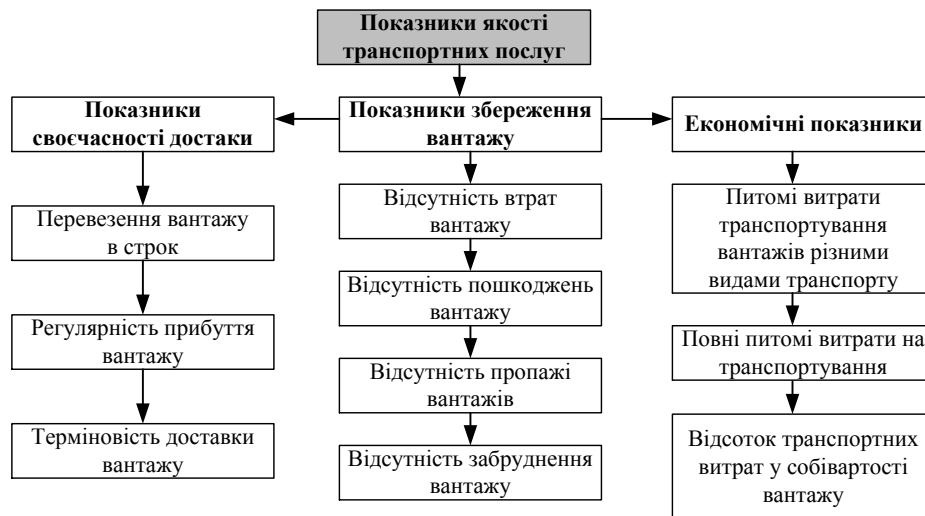 Показники якості
транспортних послуг
Показники
своєчасності достаки
Перевезення вантажу
в строк
Регулярність прибуття
вантажу
Терміновість доставки
вантажу
Показники збереження
вантажу
Відсутність втрат
вантажу
Відсутність пошкоджень
вантажу
Відсутність пропажі
вантажів
Відсутність забруднення
вантажу
Економічні показники
Питомі витрати
транспортування
вантажів різними
видами транспорту
Повні питомі витрати на
транспортування
Відсоток транспортних
витрат у собівартості
вантажу